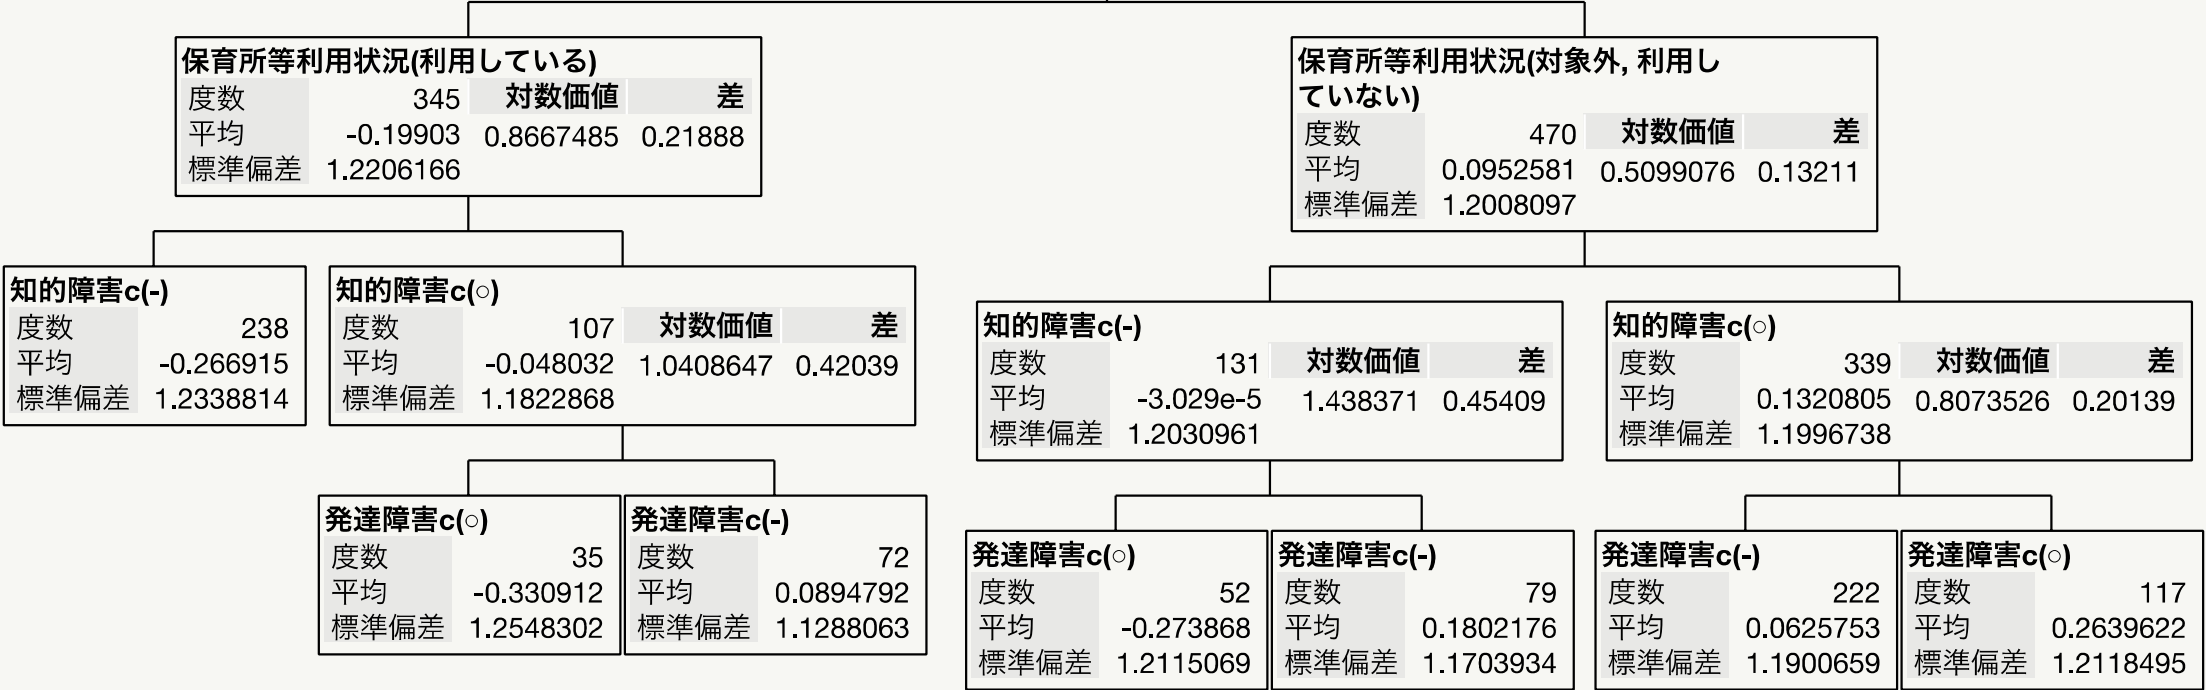 保育所等利用状況(利用している)
度数 345 対数価値 差
平均 -0.19903 0.8667485 0.21888
標準偏差 1.2206166
保育所等利用状況(対象外, 利用し
ていない)
度数 470 対数価値 差
平均 0.0952581 0.5099076 0.13211
標準偏差 1.2008097
知的障害c(-)
度数 238
平均 -0.266915
標準偏差 1.2338814
知的障害c(○)
度数 107 対数価値 差
平均 -0.048032 1.0408647 0.42039
標準偏差 1.1822868
知的障害c(-)
度数 131 対数価値 差
平均 -3.029e-5 1.438371 0.45409
標準偏差 1.2030961
知的障害c(○)
度数 339 対数価値 差
平均 0.1320805 0.8073526 0.20139
標準偏差 1.1996738
発達障害c(○)
度数 35
平均 -0.330912
標準偏差 1.2548302
発達障害c(-)
度数 72
平均 0.0894792
標準偏差 1.1288063
発達障害c(○)
度数 52
平均 -0.273868
標準偏差 1.2115069
発達障害c(-)
度数 79
平均 0.1802176
標準偏差 1.1703934
発達障害c(-)
度数 222
平均 0.0625753
標準偏差 1.1900659
発達障害c(○)
度数 117
平均 0.2639622
標準偏差 1.2118495